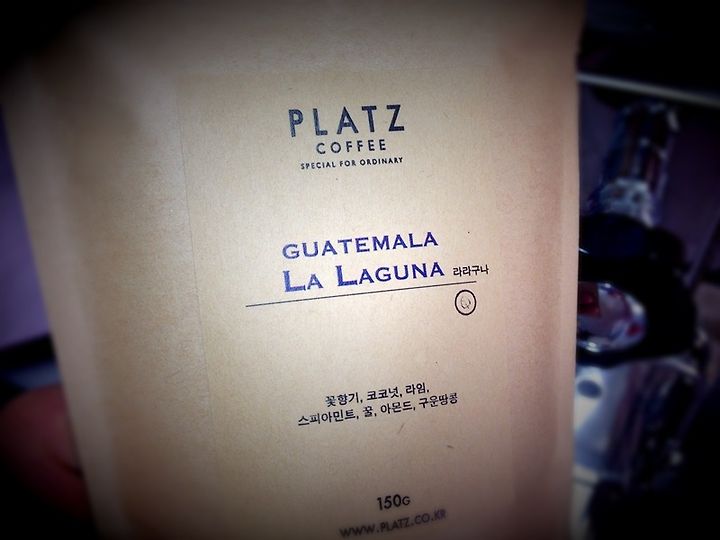 PLATZ
COFFEE
SPECIAL FOR ORDINARY
GUATEMALA
LA LAGUNA 라라구나
꽃향기, 코코넛, 라임,
스피아민트, 꿀, 아몬드, 구운땅콩
150G
WWW.PLATZ.CO.KR